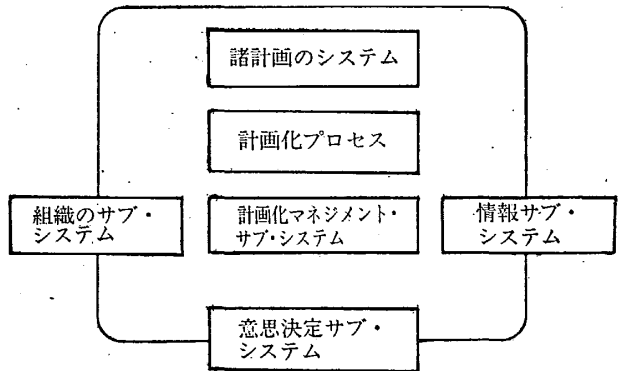 諸計画のシステム
計画化プロセス
組織のサブ・
システム
計画化マネジメント・
サブ・システム
情報サブ・
システム
意思決定サブ・
システム